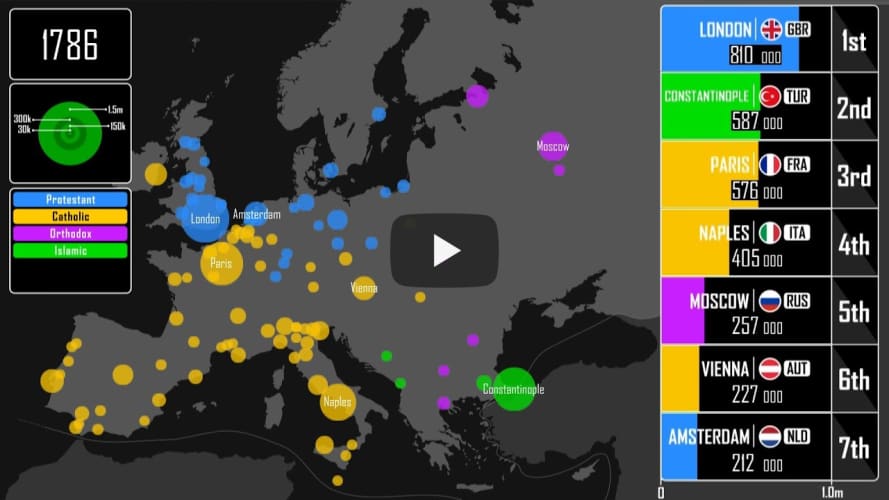 1786
1.5m
300k
150k
30k
Protestant
Catholic
Orthodox
Islamic
Moscow
London
Amsterdam
Paris
Vienna
Constantinople
Naples
LONDON GBR
810 000
1st
CONSTANTINOPLE TUR
587 000
2nd
PARIS FRA
576 000
3rd
NAPLES ITA
405 000
4th
MOSCOW RUS
257 000
5th
VIENNA AUT
227 000
6th
AMSTERDAM NLD
212 000
7th
0 1.0m